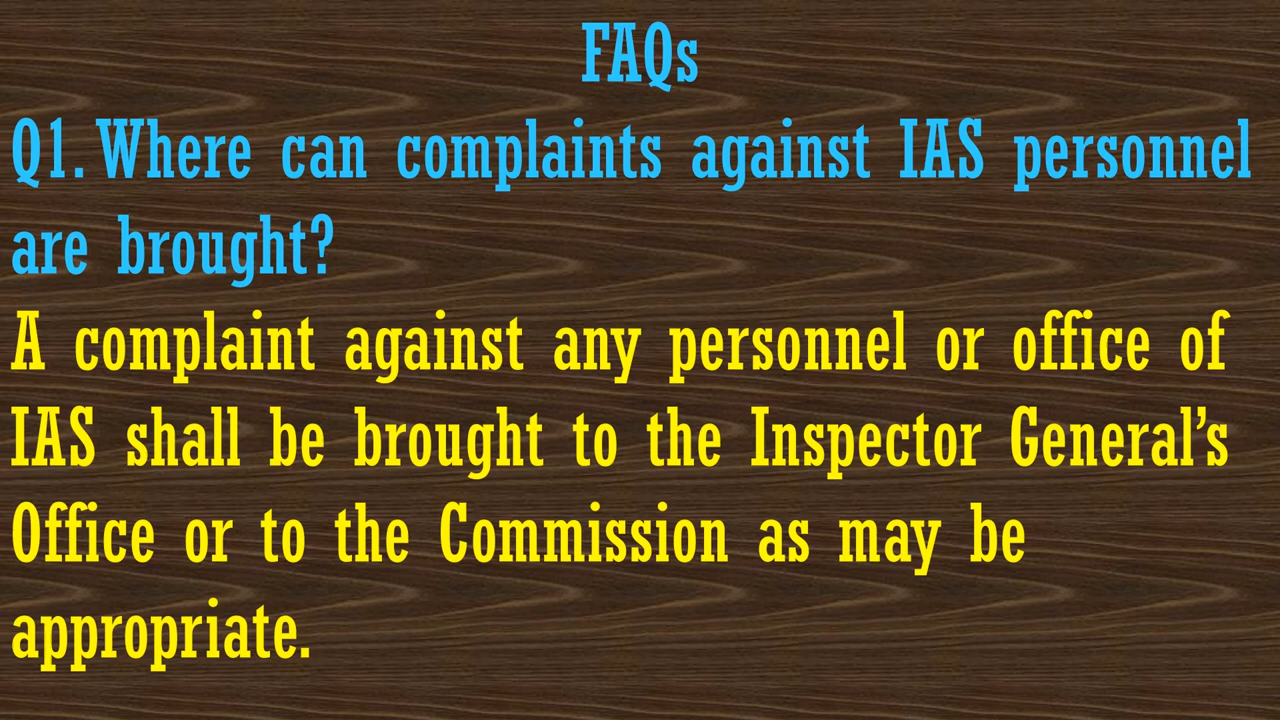 FAQs
Q1. Where can complaints against IAS personnel
are brought?
A complaint against any personnel or office of
IAS shall be brought to the Inspector General’s
Office or to the Commission as may be
appropriate.